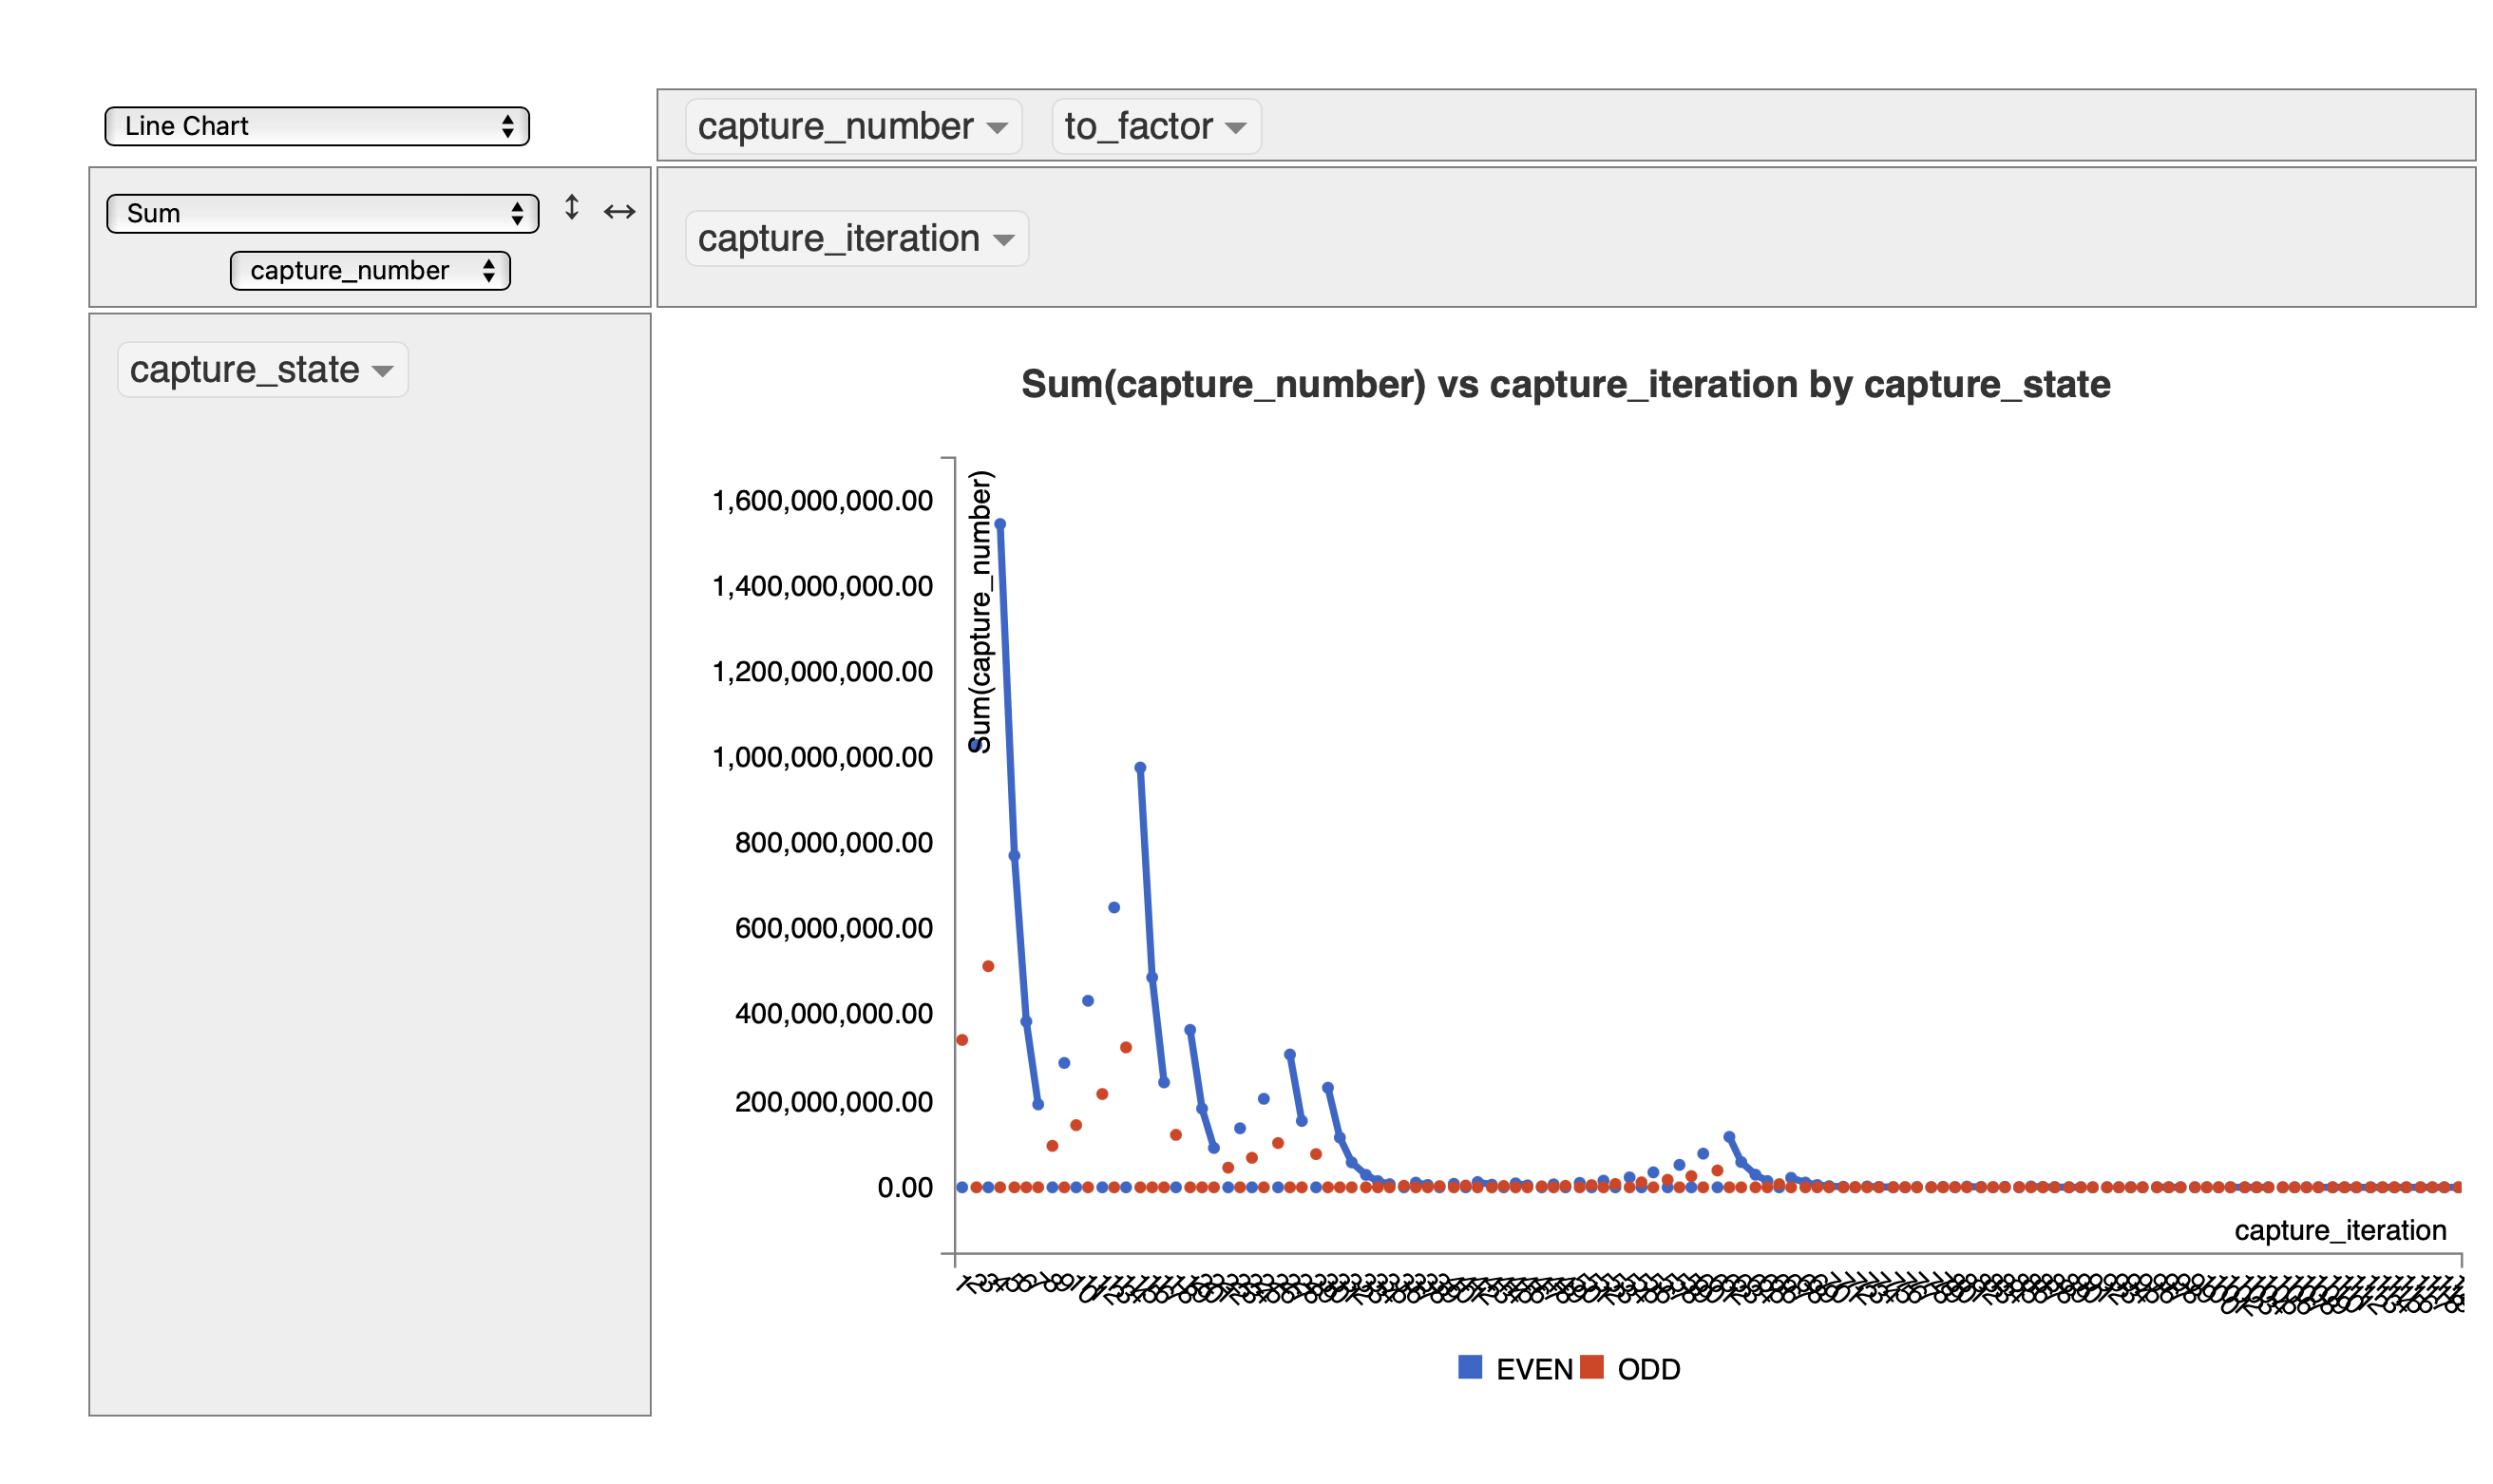 Line Chart
capture_number
to_factor
Sum
capture_number
capture_iteration
capture_state
Sum(capture_number) vs capture_iteration by capture_state
Sum(capture_number)
1,600,000,000.00
1,400,000,000.00
1,200,000,000.00
1,000,000,000.00
800,000,000.00
600,000,000.00
400,000,000.00
200,000,000.00
0.00
capture_iteration
EVEN
ODD